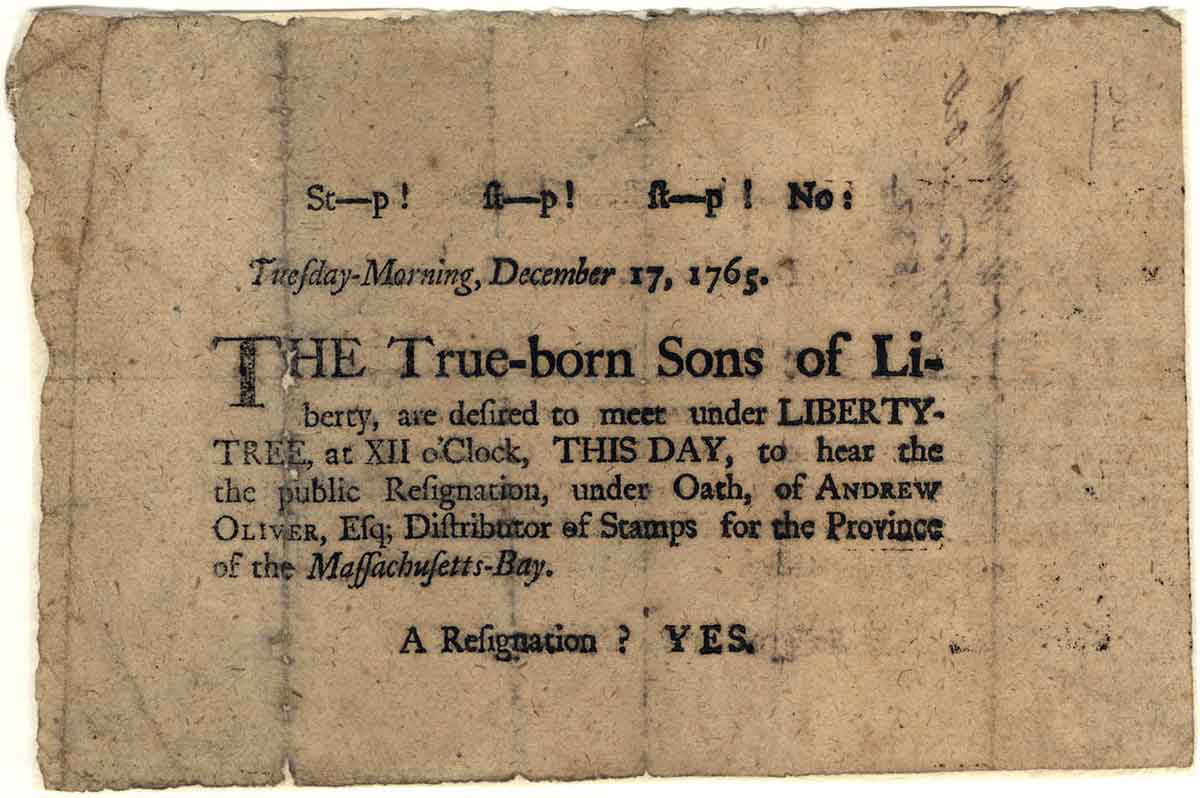 St—p! ſt—p! ſt—p! No:
Tueſday-Morning, December 17, 1765.
THE True-born Sons of Li-
berty, are deſired to meet under LIBERTY-
TREE, at XII o'Clock, THIS DAY, to hear the
the public Reſignation, under Oath, of ANDREW
OLIVER, Eſq; Diſtributor of Stamps for the Province
of the Maſſachuſetts-Bay.
A Reſignation ? YES.